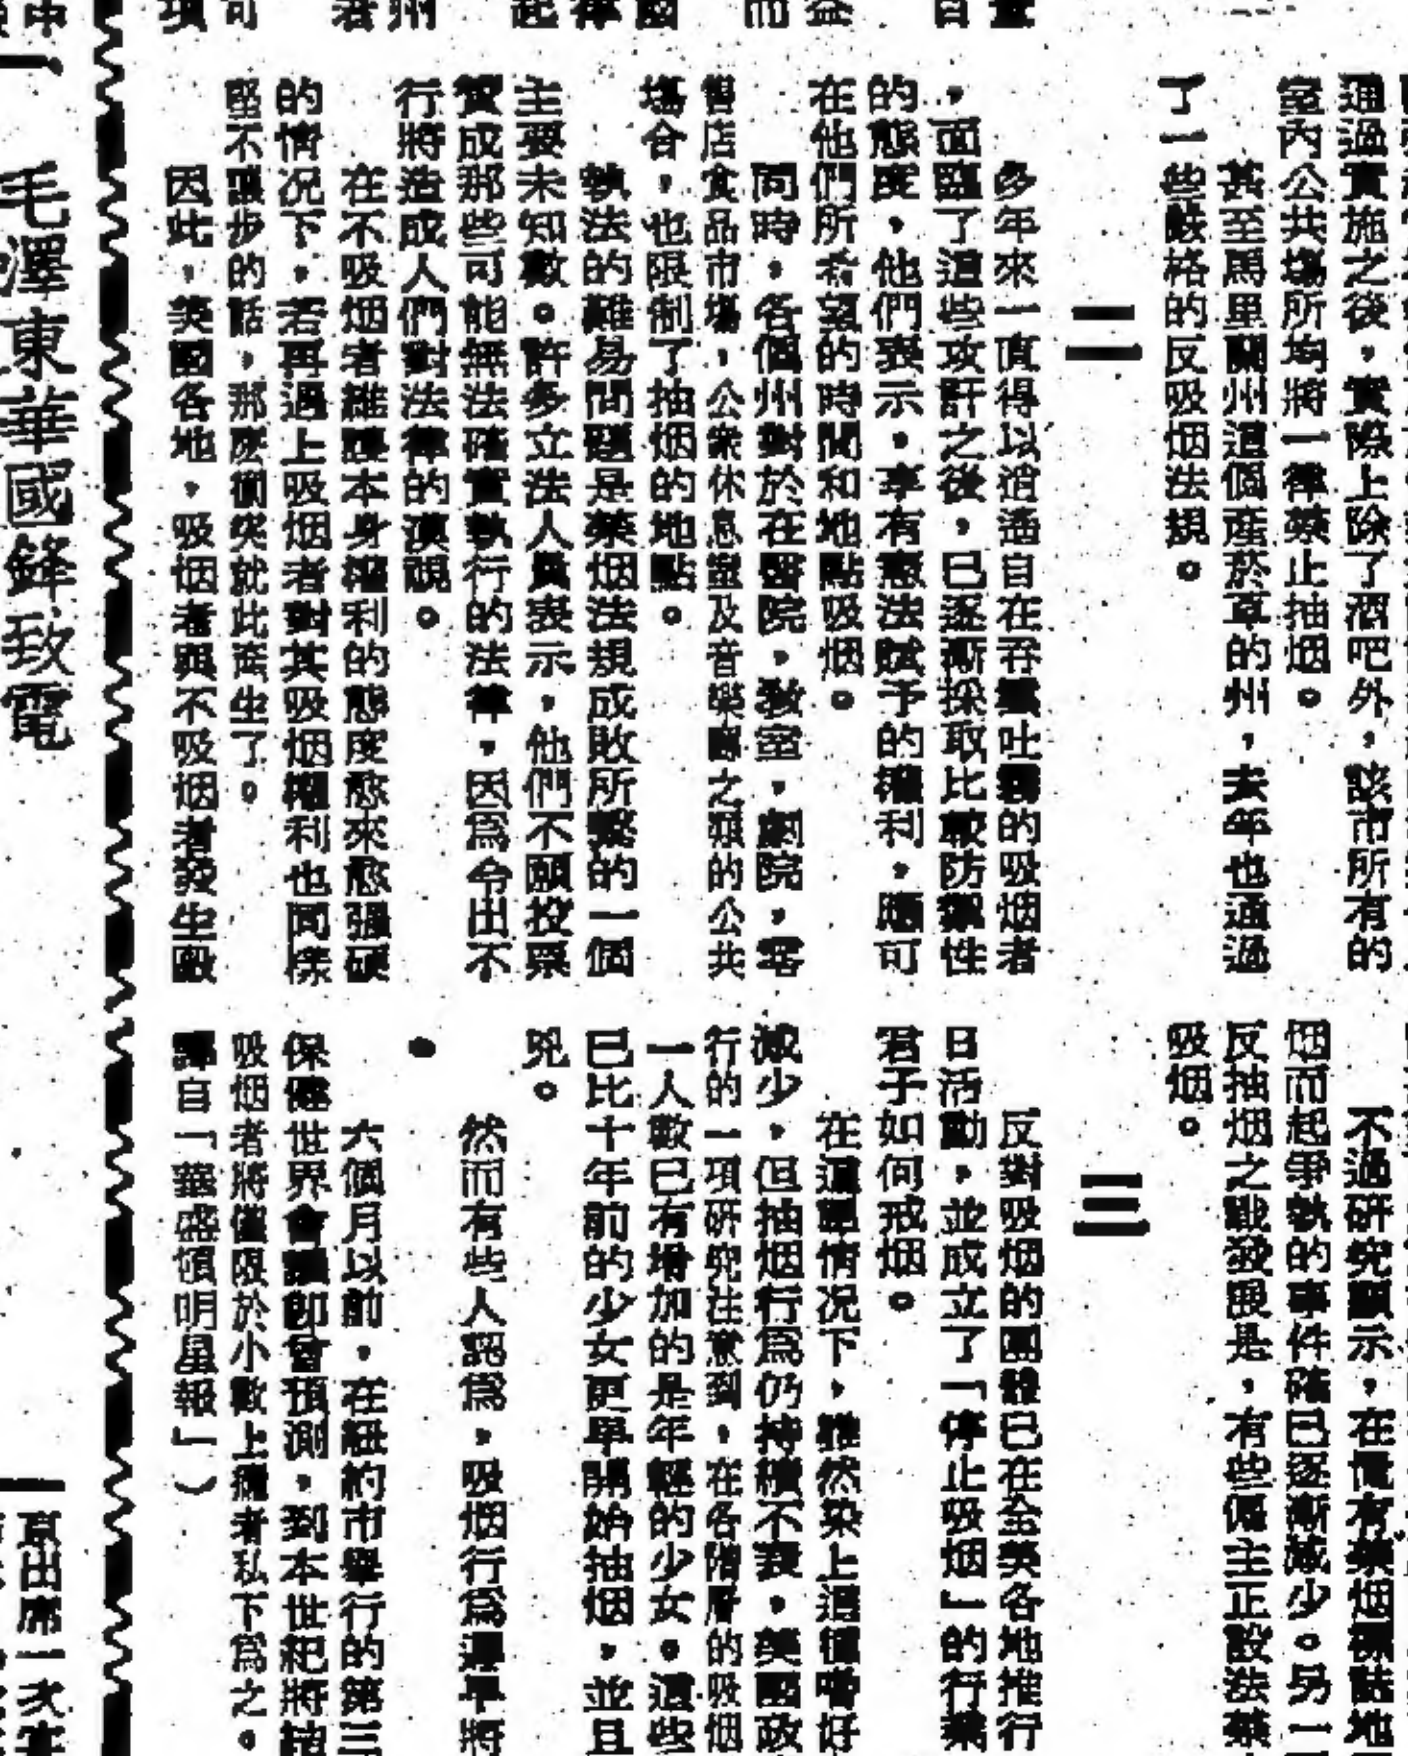 通過實施之後，實際上除了酒吧外，該市所有的
室內公共場所均將一律禁止抽烟。
甚至馬里蘭州這個產菸草的州，去年也通過
了一些嚴格的反吸烟法規。
二
多年來一直得以逍遙自在吞雲吐霧的吸烟者
，面臨了這些攻訐之後，已逐漸採取比較防禦性
的態度，他們表示，享有憲法賦予的權利，應可
在他們所希望的時間和地點吸烟。
同時，各個州對於在醫院，教室，劇院，零
售店食品市場，公衆休息室及音樂廳之類的公共
場合，也限制了抽烟的地點。
執法的難易問題是禁烟法規成敗所繫的一個
主要未知數。許多立法人員表示，他們不願投票
贊成那些可能無法確實執行的法律，因爲令出不
行將造成人們對法律的漠視。
在不吸烟者維護本身權利的態度愈來愈強硬
的情况下，若再遇上吸烟者對其吸烟權利也同樣
堅不讓步的話，那麽衝突就此產生了。
因此，美國各地，吸烟者與不吸烟者發生毆
不過研究顯示，在懂有禁烟標誌地
烟而起爭執的事件確已逐漸減少。另一
反抽烟之戰發展是，有些僱主正設法禁
吸烟。
三
反對吸烟的團體已在全美各地推行
日活動，並成立了「停止吸烟」的行業
君子如何戒烟。
在這種情况下，雖然染上這種嗜好
減少，但抽烟行爲仍持續不衰，美國政
行的一項研究注意到，在各階層的吸烟
一人數已有增加的是年輕的少女。這些
已比十年前的少女更早開始抽烟，並且
兇。
然而有些人認爲，吸烟行爲遲早將
•
六個月以前，在紐約市舉行的第三
保健世界會議卽曾預測，到本世紀將結
吸烟者將僅限於小數上癮者私下爲之。
譯自「華盛頓明星報」）
毛澤東華國鋒致電
京出席一次宴